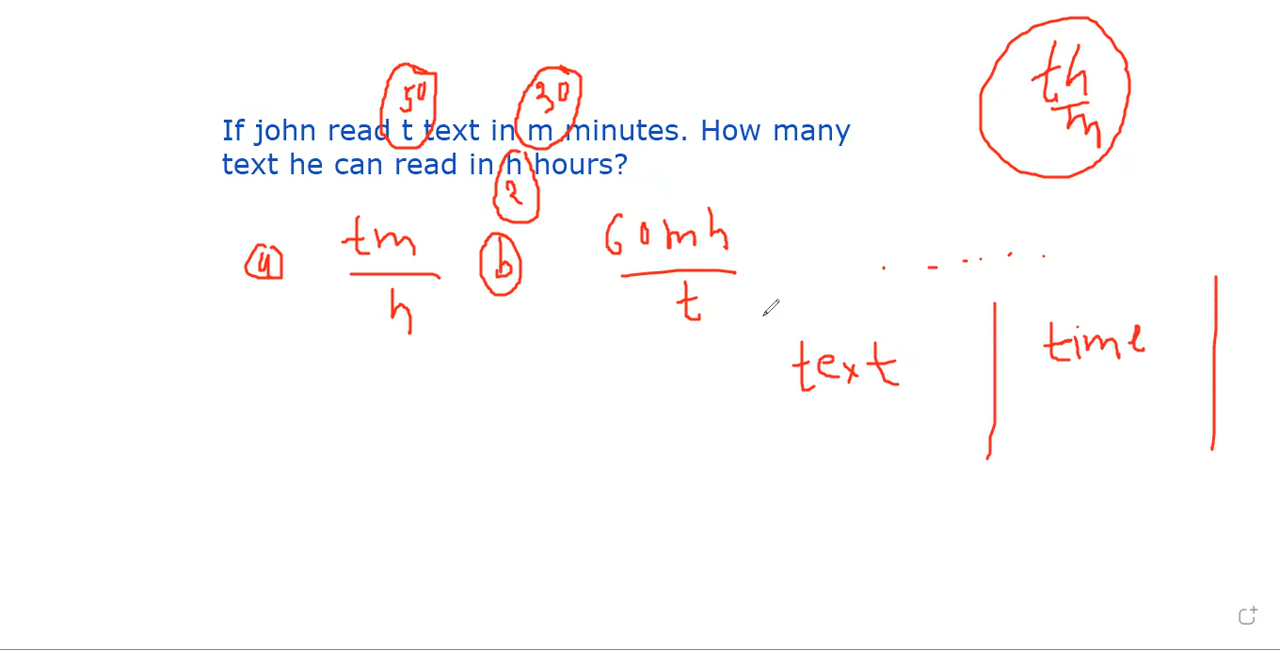 th
m
50
30
If john read t text in m minutes. How many
text he can read in h hours?
2
a tm b 60mh
h t
text time